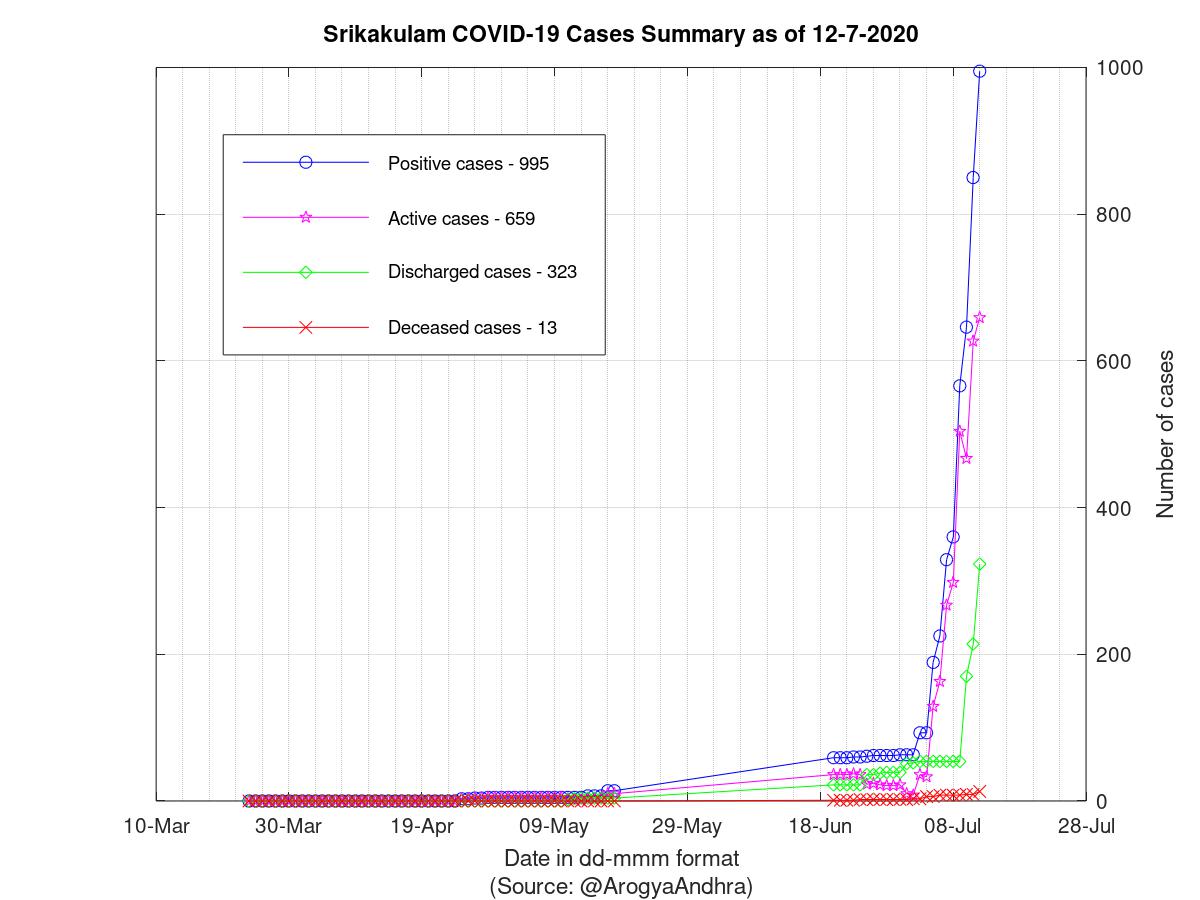 Srikakulam COVID-19 Cases Summary as of 12-7-2020
Positive cases - 995
Active cases - 659
Discharged cases - 323
Deceased cases - 13
1000
800
600
400
200
0
Number of cases
10-Mar 30-Mar 19-Apr 09-May 29-May 18-Jun 08-Jul 28-Jul
Date in dd-mmm format
(Source: @ArogyaAndhra)